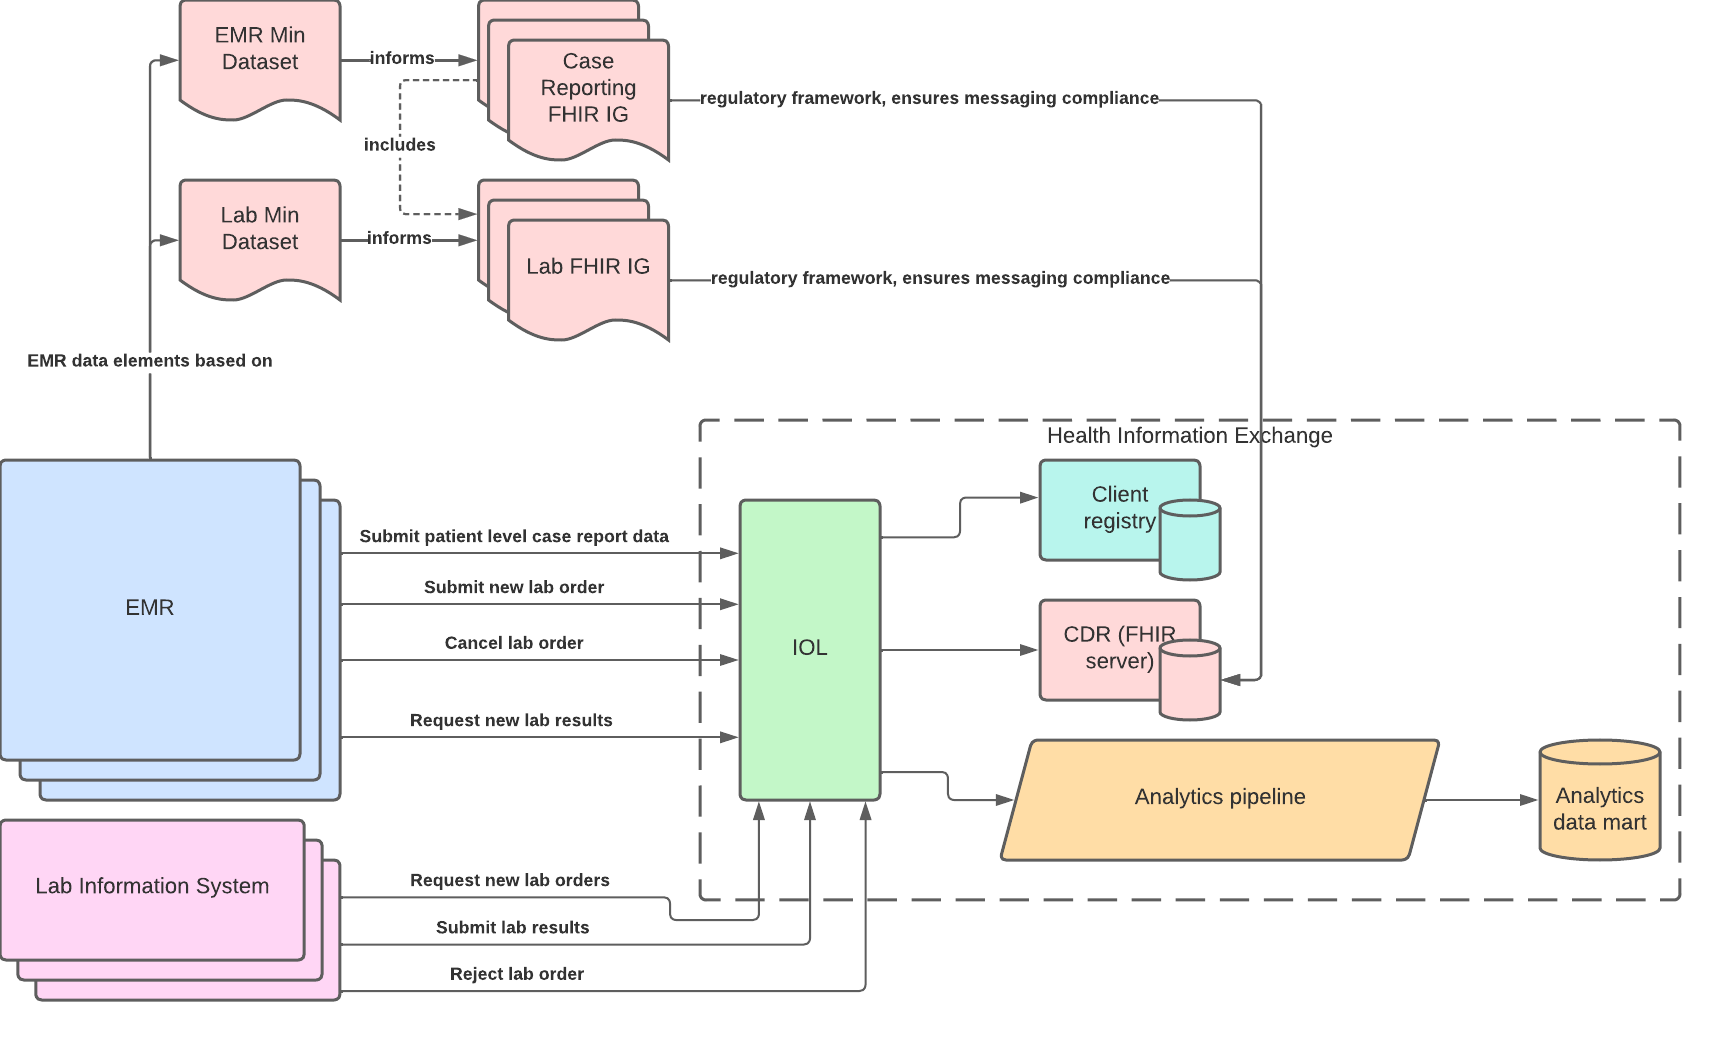 EMR Min
Dataset
informs
Case
Reporting
FHIR IG
regulatory framework, ensures messaging compliance
includes
Lab Min
Dataset
informs
Lab FHIR IG
regulatory framework, ensures messaging compliance
EMR data elements based on
Health Information Exchange
EMR
Submit patient level case report data
Submit new lab order
Cancel lab order
Request new lab results
IOL
Client
registry
CDR (FHIR
server)
Analytics pipeline
Analytics
data mart
Lab Information System
Request new lab orders
Submit lab results
Reject lab order